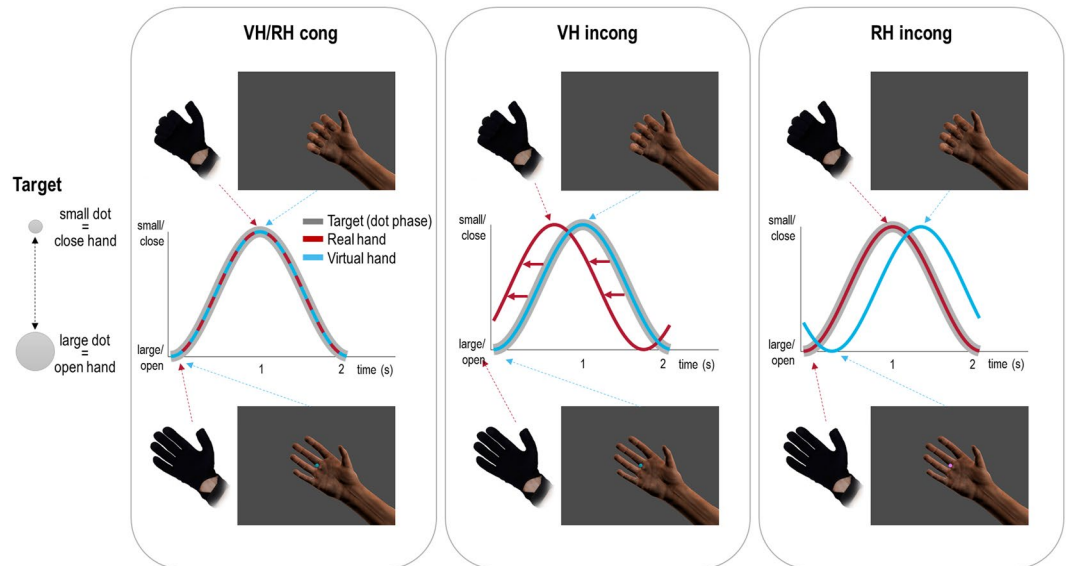 VH/RH cong
VH incong
RH incong
Target
small dot
=
close hand
large dot
=
open hand
small/
close
large/
open
1
2
time (s)
Target (dot phase)
Real hand
Virtual hand
small/
close
large/
open
1
2
time (s)
small/
close
large/
open
1
2
time (s)